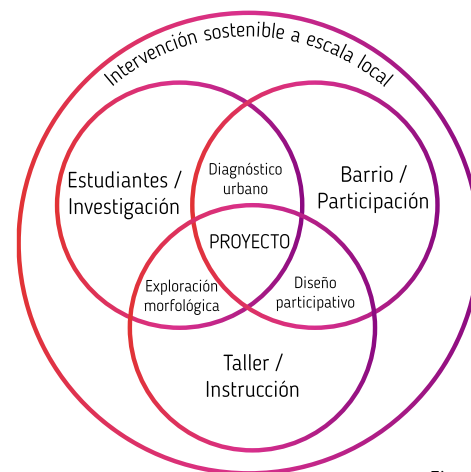 Intervención sostenible a escala local
Diagnóstico
urbano
Estudiantes /
Investigación
Barrio /
Participación
PROYECTO
Exploración
morfológica
Diseño
participativo
Taller /
Instrucción